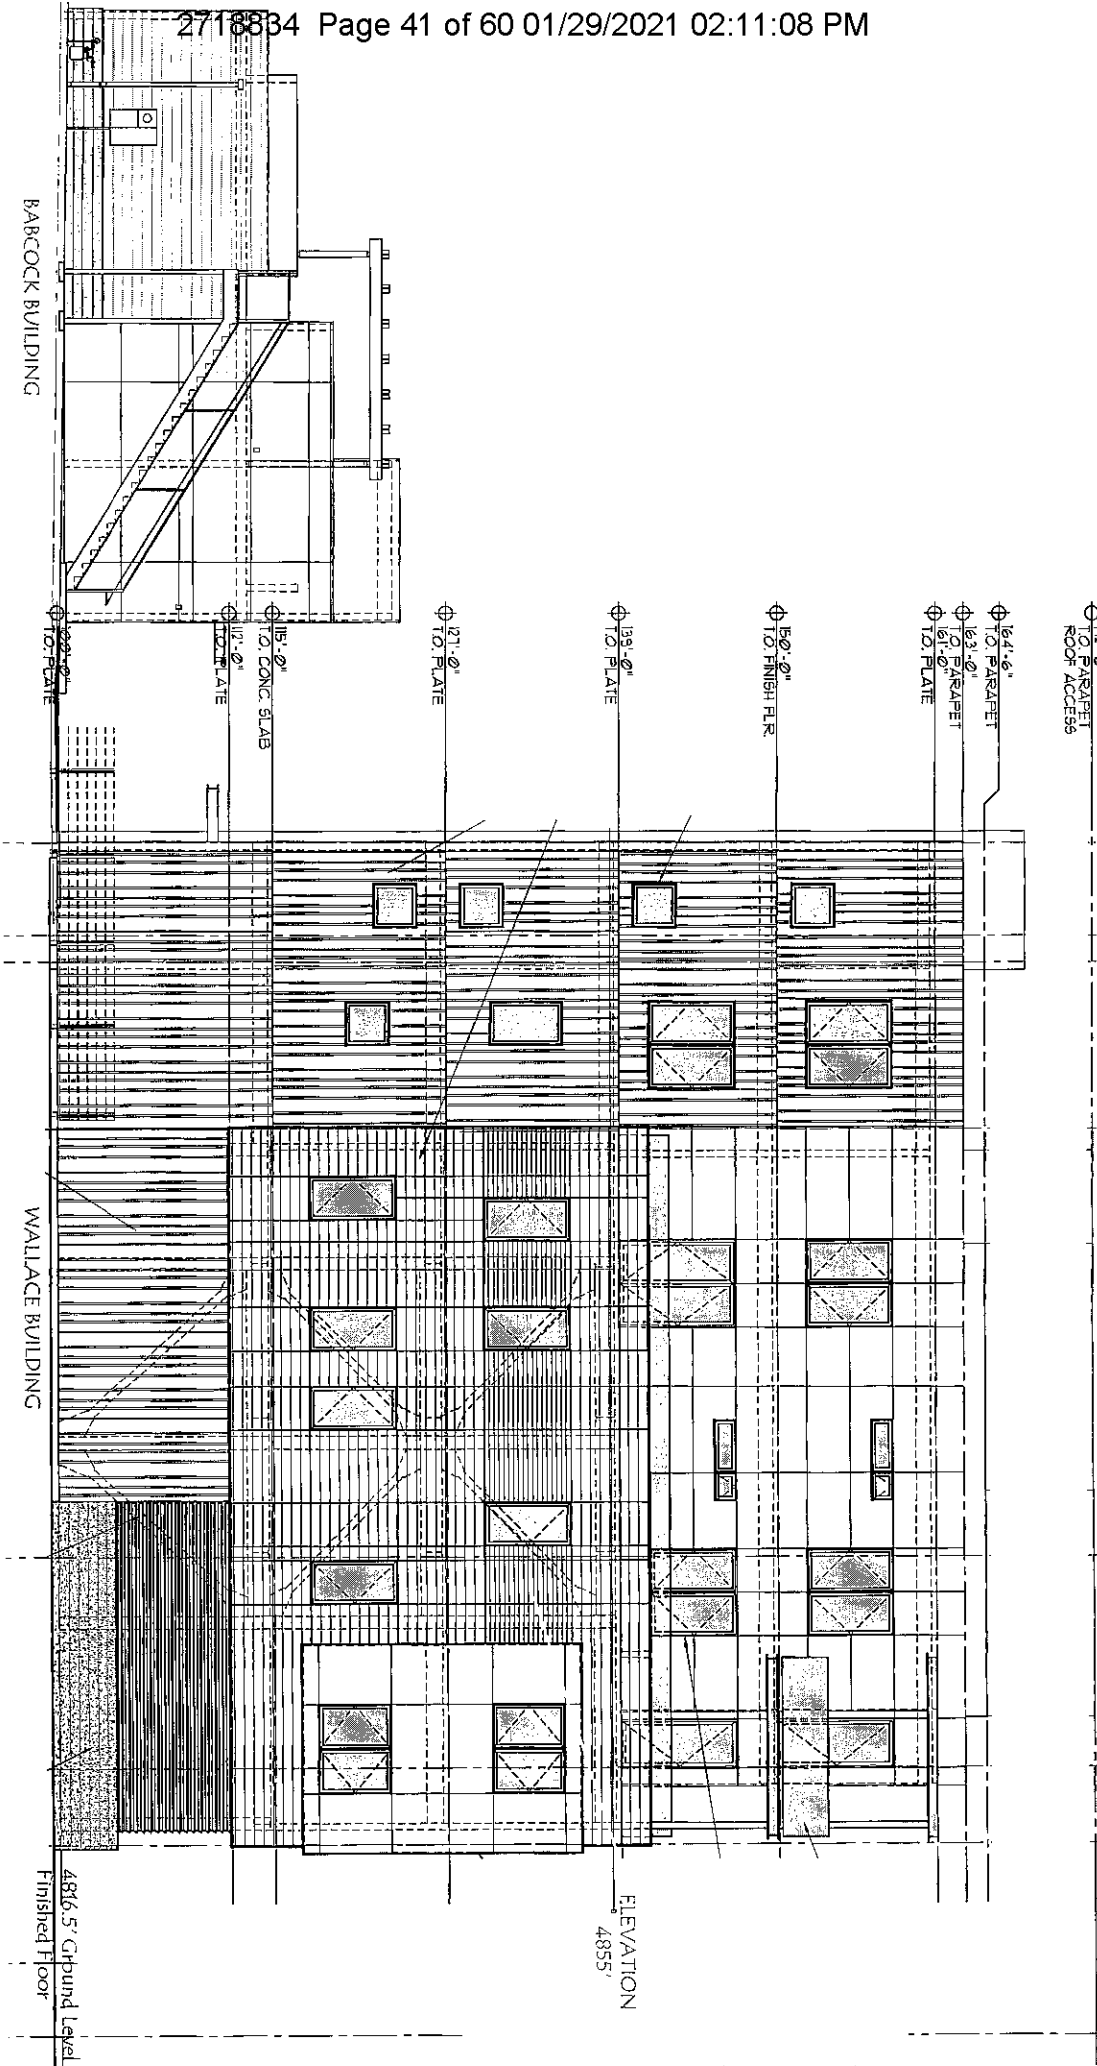 2718834 Page 41 of 60 01/29/2021 02:11:08 PM
BABCOCK BUILDING
T.O. PARAPET
ROOF ACCESS
164'-6"
T.O. PARAPET
163'-0"
T.O. PARAPET
161'-0"
T.O. PLATE
150'-0"
T.O. FINISH FLR.
139'-0"
T.O. PLATE
127'-0"
T.O. PLATE
115'-0"
T.O. CONC. SLAB
112'-0"
T.O. PLATE
100'-0"
T.O. PLATE
WALLACE BUILDING
ELEVATION
4855'
4816.5' Ground Level
Finished Floor